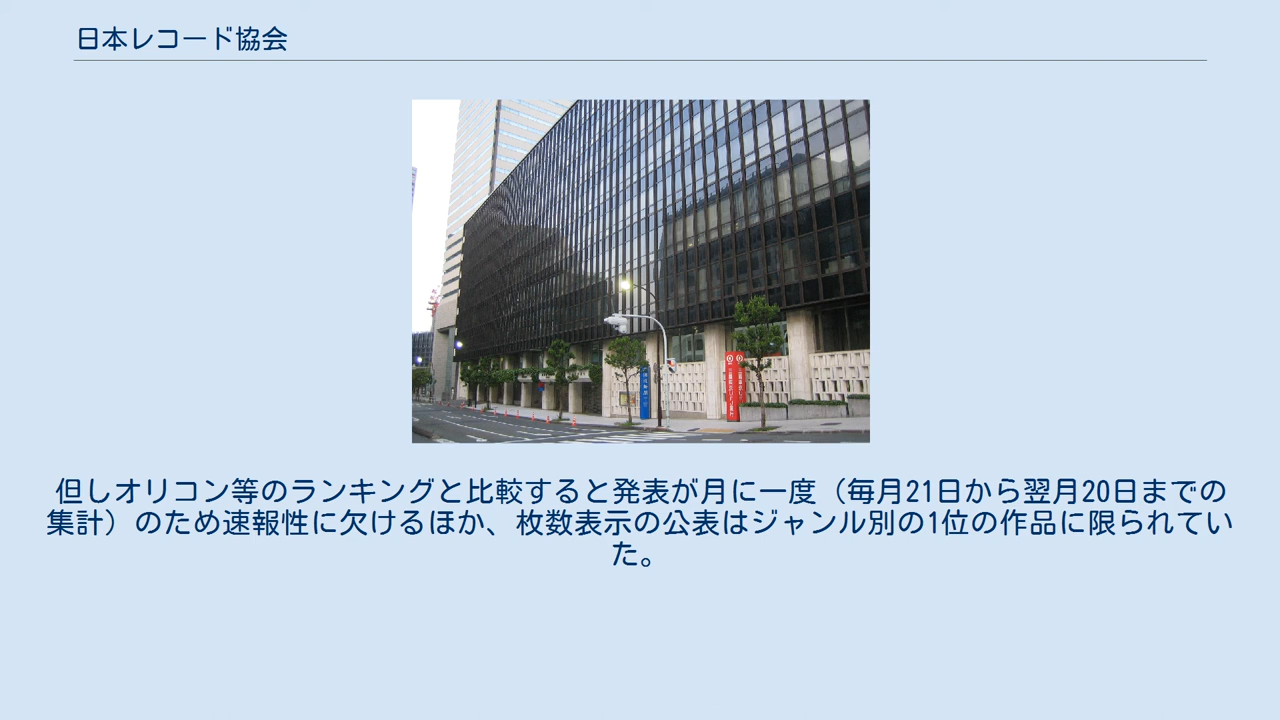 日本レコード協会
但しオリコン等のランキングと比較すると発表が月に一度（毎月21日から翌月20日までの
集計）のため速報性に欠けるほか、枚数表示の公表はジャンル別の1位の作品に限られてい
た。